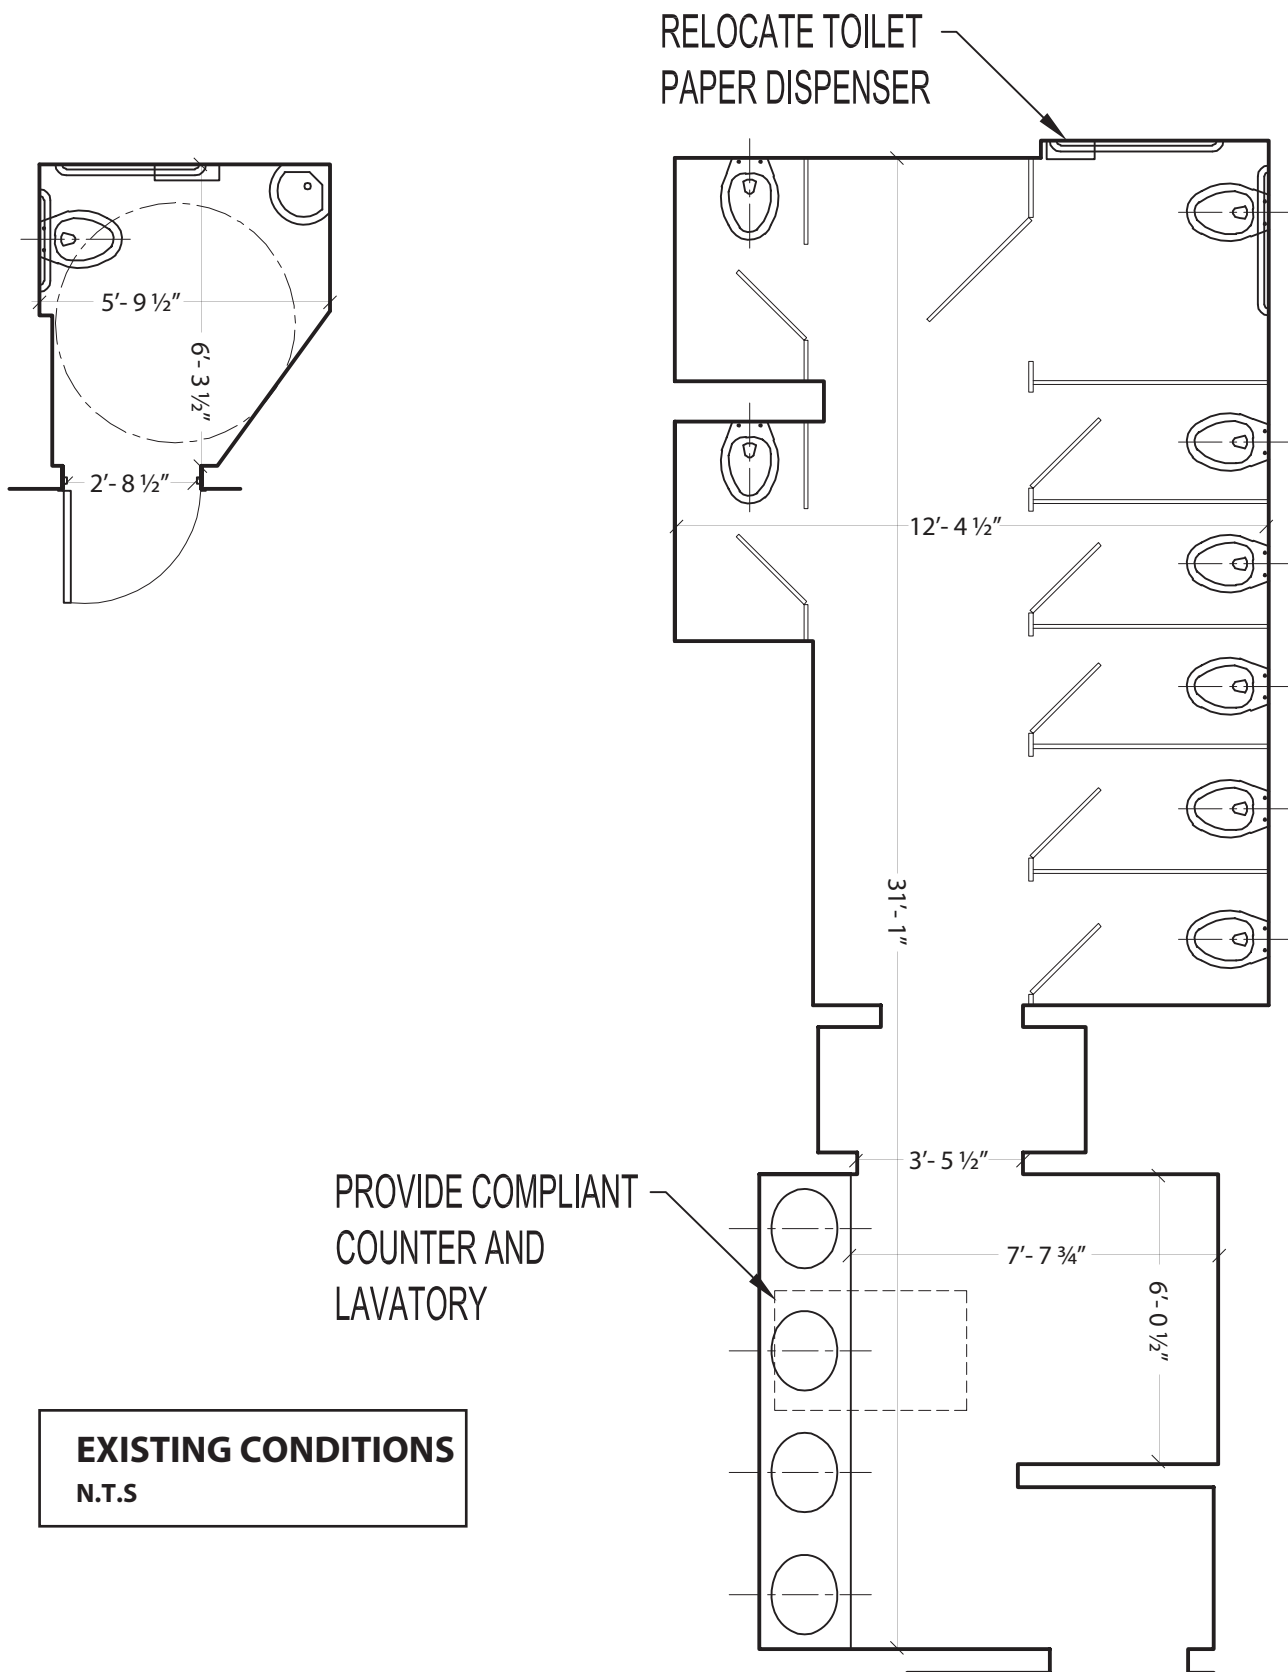 RELOCATE TOILET
PAPER DISPENSER
5'- 9 ½"
6'- 3 ½"
2'- 8 ½"
12'- 4 ½"
31'- 1"
3'- 5 ½"
PROVIDE COMPLIANT
COUNTER AND
LAVATORY
7'- 7 ¾"
6'- 0 ½"
EXISTING CONDITIONS
N.T.S